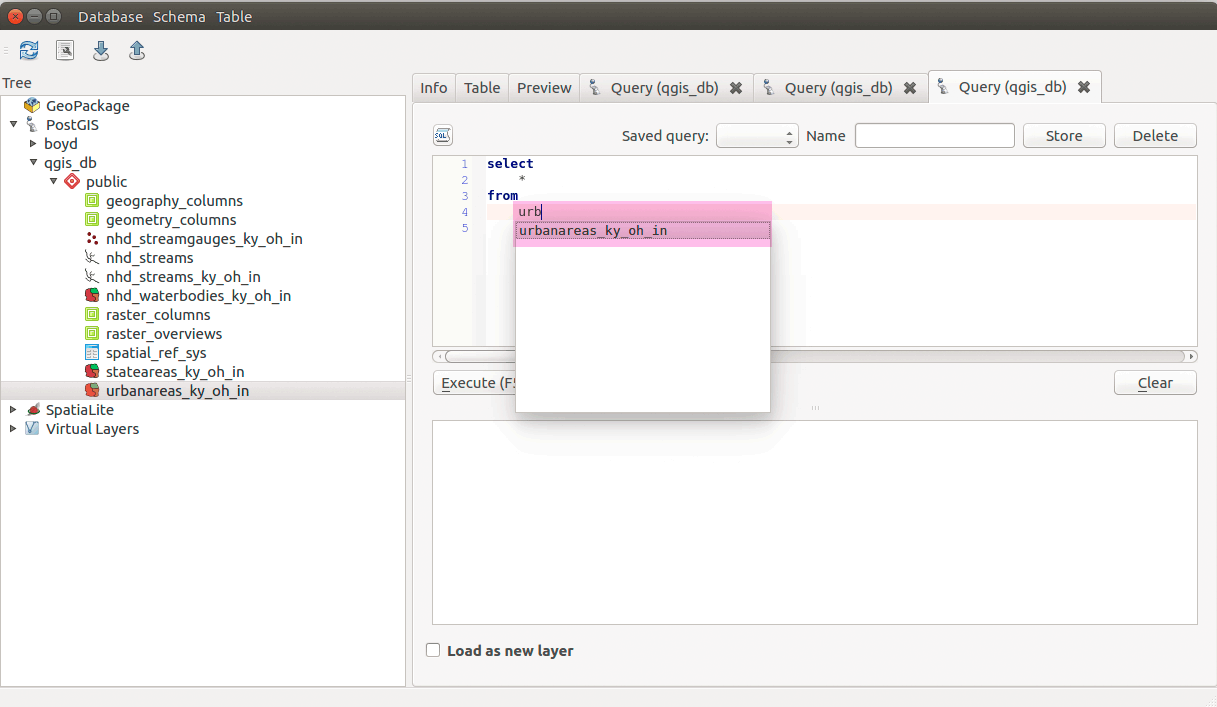 Database Schema Table
Tree
GeoPackage
PostGIS
boyd
qgis_db
public
geography_columns
geometry_columns
nhd_streamgauges_ky_oh_in
nhd_streams
nhd_streams_ky_oh_in
nhd_waterbodies_ky_oh_in
raster_columns
raster_overviews
spatial_ref_sys
stateareas_ky_oh_in
urbanareas_ky_oh_in
SpatiaLite
Virtual Layers
Info Table Preview Query (qgis_db) Query (qgis_db) Query (qgis_db)
SQL Saved query: Name Store Delete
1 select
2 *
3 from
4 urb
5 urbanareas_ky_oh_in
Execute (F5 Clear
Load as new layer